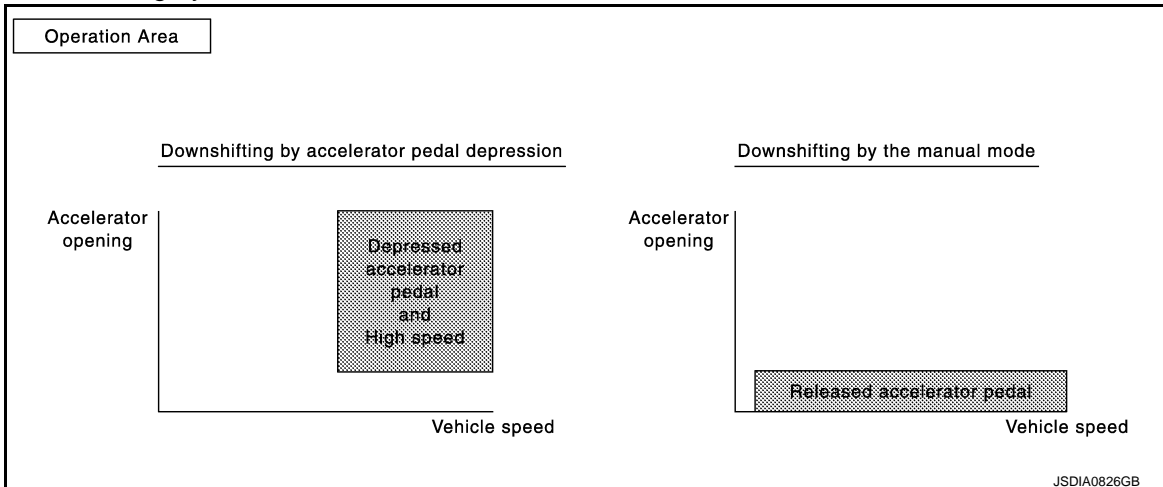 Operation Area
Downshifting by accelerator pedal depression
Accelerator
opening
Depressed
accelerator
pedal
and
High speed
Vehicle speed
Downshifting by the manual mode
Accelerator
opening
Released accelerator pedal
Vehicle speed
JSDIA0826GB